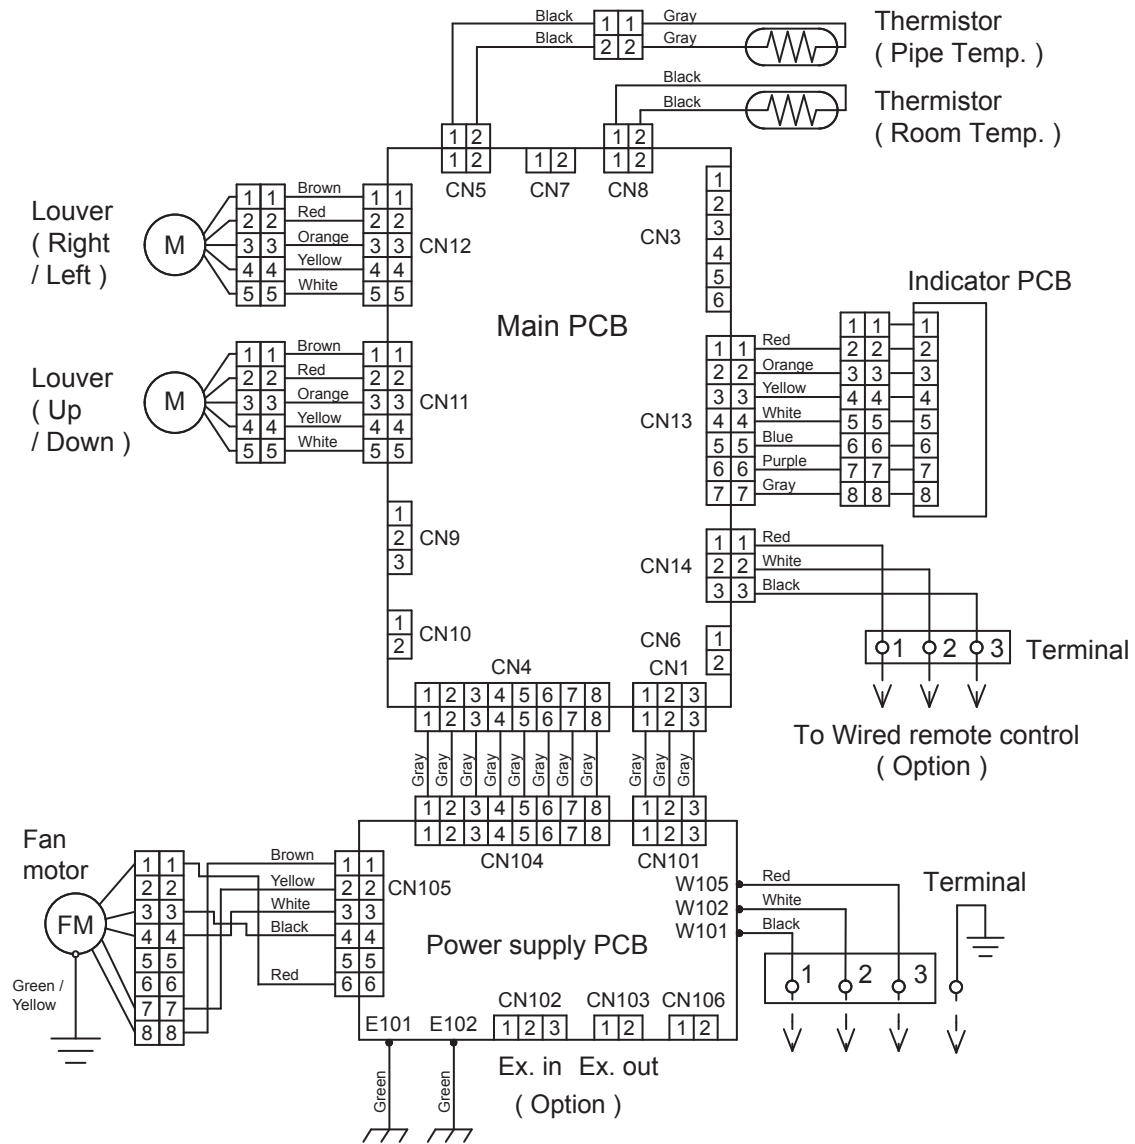 Black 1 1 Gray
Black 2 2 Gray
Thermistor
( Pipe Temp. )
Black
Black
Thermistor
( Room Temp. )
1 2
1 2
CN5
1 2
CN7
1 2
1 2
CN8
Louver
( Right
/ Left )
M
1 1 Brown 1 1
2 2 Red 2 2
3 3 Orange 3 3
4 4 Yellow 4 4
5 5 White 5 5
CN12
CN3
1
2
3
4
5
6
Main PCB
Indicator PCB
Louver
( Up
/ Down )
M
1 1 Brown 1 1
2 2 Red 2 2
3 3 Orange 3 3
4 4 Yellow 4 4
5 5 White 5 5
CN11
CN13
1 1 Red
2 2 Orange
3 3 Yellow
4 4 White
5 5 Blue
6 6 Purple
7 7 Gray
1 1 1
2 2 2
3 3 3
4 4 4
5 5 5
6 6 6
7 7 7
8 8 8
1
2
3
CN9
CN14
1 1 Red
2 2 White
3 3 Black
1
2
CN10
CN6
1
2
1 2 3
Terminal
To Wired remote control
( Option )
CN4
1 2 3 4 5 6 7 8
1 2 3 4 5 6 7 8
Gray Gray Gray Gray Gray Gray Gray Gray
1 2 3 4 5 6 7 8
1 2 3 4 5 6 7 8
CN104
CN1
1 2 3
1 2 3
Gray Gray Gray
1 2 3
1 2 3
CN101
Fan
motor
FM
Green /
Yellow
1 1
2 2
3 3
4 4
5 5
6 6
7 7
8 8
Brown 1 1
Yellow 2 2
White 3 3
Black 4 4
5 5
Red 6 6
CN105
Power supply PCB
W105 Red
W102 White
W101 Black
Terminal
1 2 3
E101 E102
Green Green
CN102 CN103 CN106
1 2 3 1 2 1 2
Ex. in Ex. out
( Option )